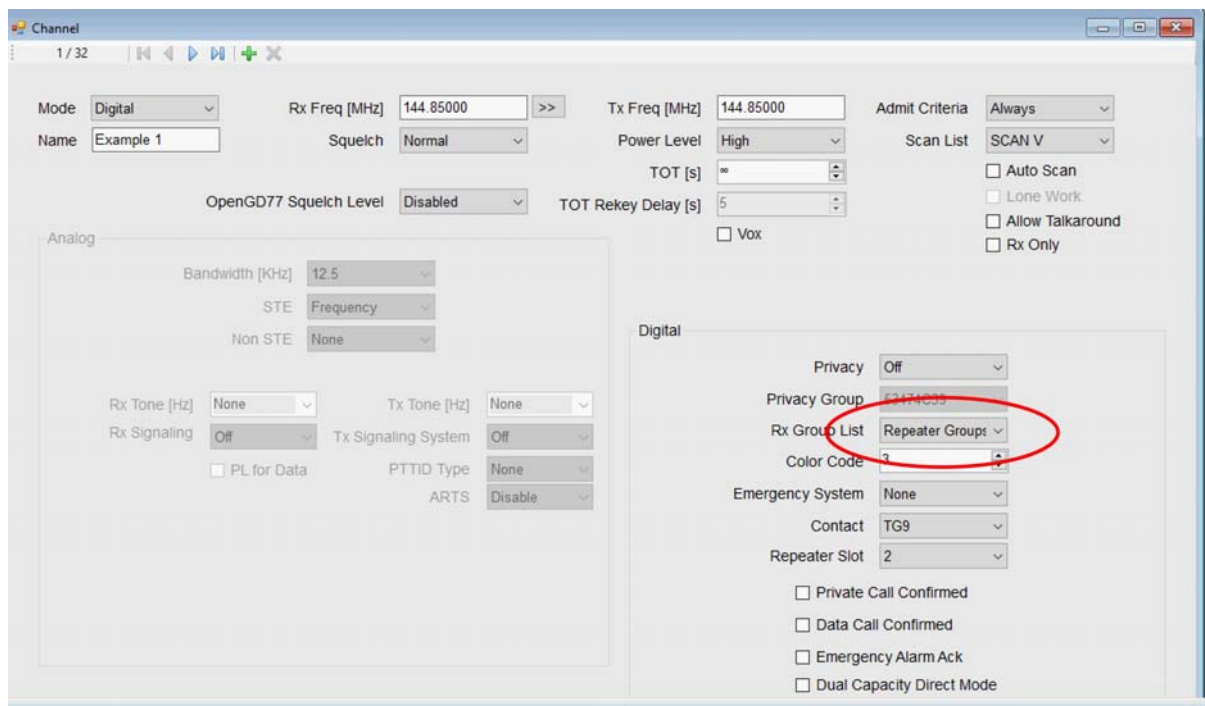 Channel
1 / 32
Mode Digital Rx Freq [MHz] 144.85000 >> Tx Freq [MHz] 144.85000 Admit Criteria Always
Name Example 1 Squelch Normal Power Level High Scan List SCAN V
TOT [s] ∞ Auto Scan
OpenGD77 Squelch Level Disabled TOT Rekey Delay [s] 5 Lone Work
Allow Talkaround
Vox Rx Only
Analog
Bandwidth [KHz] 12.5
STE Frequency
Non STE None
Rx Tone [Hz] None Tx Tone [Hz] None
Rx Signaling Off Tx Signaling System Off
PL for Data PTTID Type None
ARTS Disable
Digital
Privacy Off
Privacy Group
Rx Group List Repeater Groups
Color Code 3
Emergency System None
Contact TG9
Repeater Slot 2
Private Call Confirmed
Data Call Confirmed
Emergency Alarm Ack
Dual Capacity Direct Mode